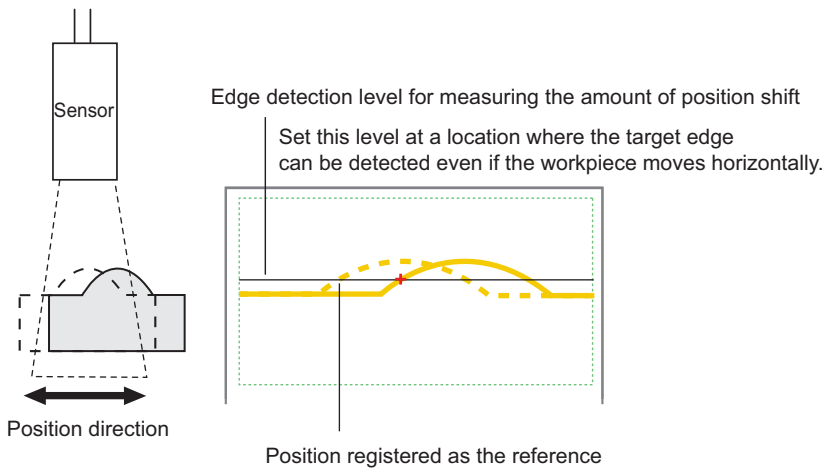 Sensor
Edge detection level for measuring the amount of position shift
Set this level at a location where the target edge
can be detected even if the workpiece moves horizontally.
Position direction
Position registered as the reference